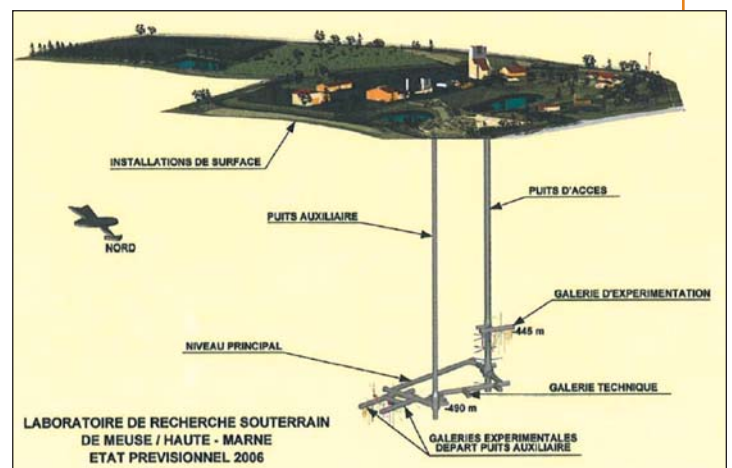 INSTALLATIONS DE SURFACE
PUITS D'ACCES
PUITS AUXILIAIRE
NORD
GALERIE D'EXPERIMENTATION
-445 m
NIVEAU PRINCIPAL
GALERIE TECHNIQUE
-490 m
LABORATOIRE DE RECHERCHE SOUTERRAIN
DE MEUSE / HAUTE - MARNE
ETAT PREVISIONNEL 2006
GALERIES EXPERIMENTALES
DEPART PUITS AUXILIAIRE